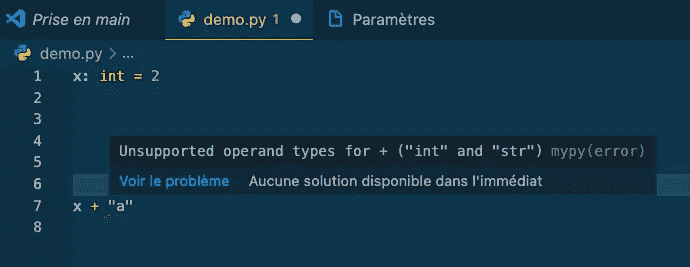 Prise en main demo.py 1 Paramètres
demo.py > ...
1 x: int = 2
2
3
4
Unsupported operand types for + ("int" and "str") mypy(error)
5
Voir le problème Aucune solution disponible dans l'immédiat
6
7 x + "a"
8